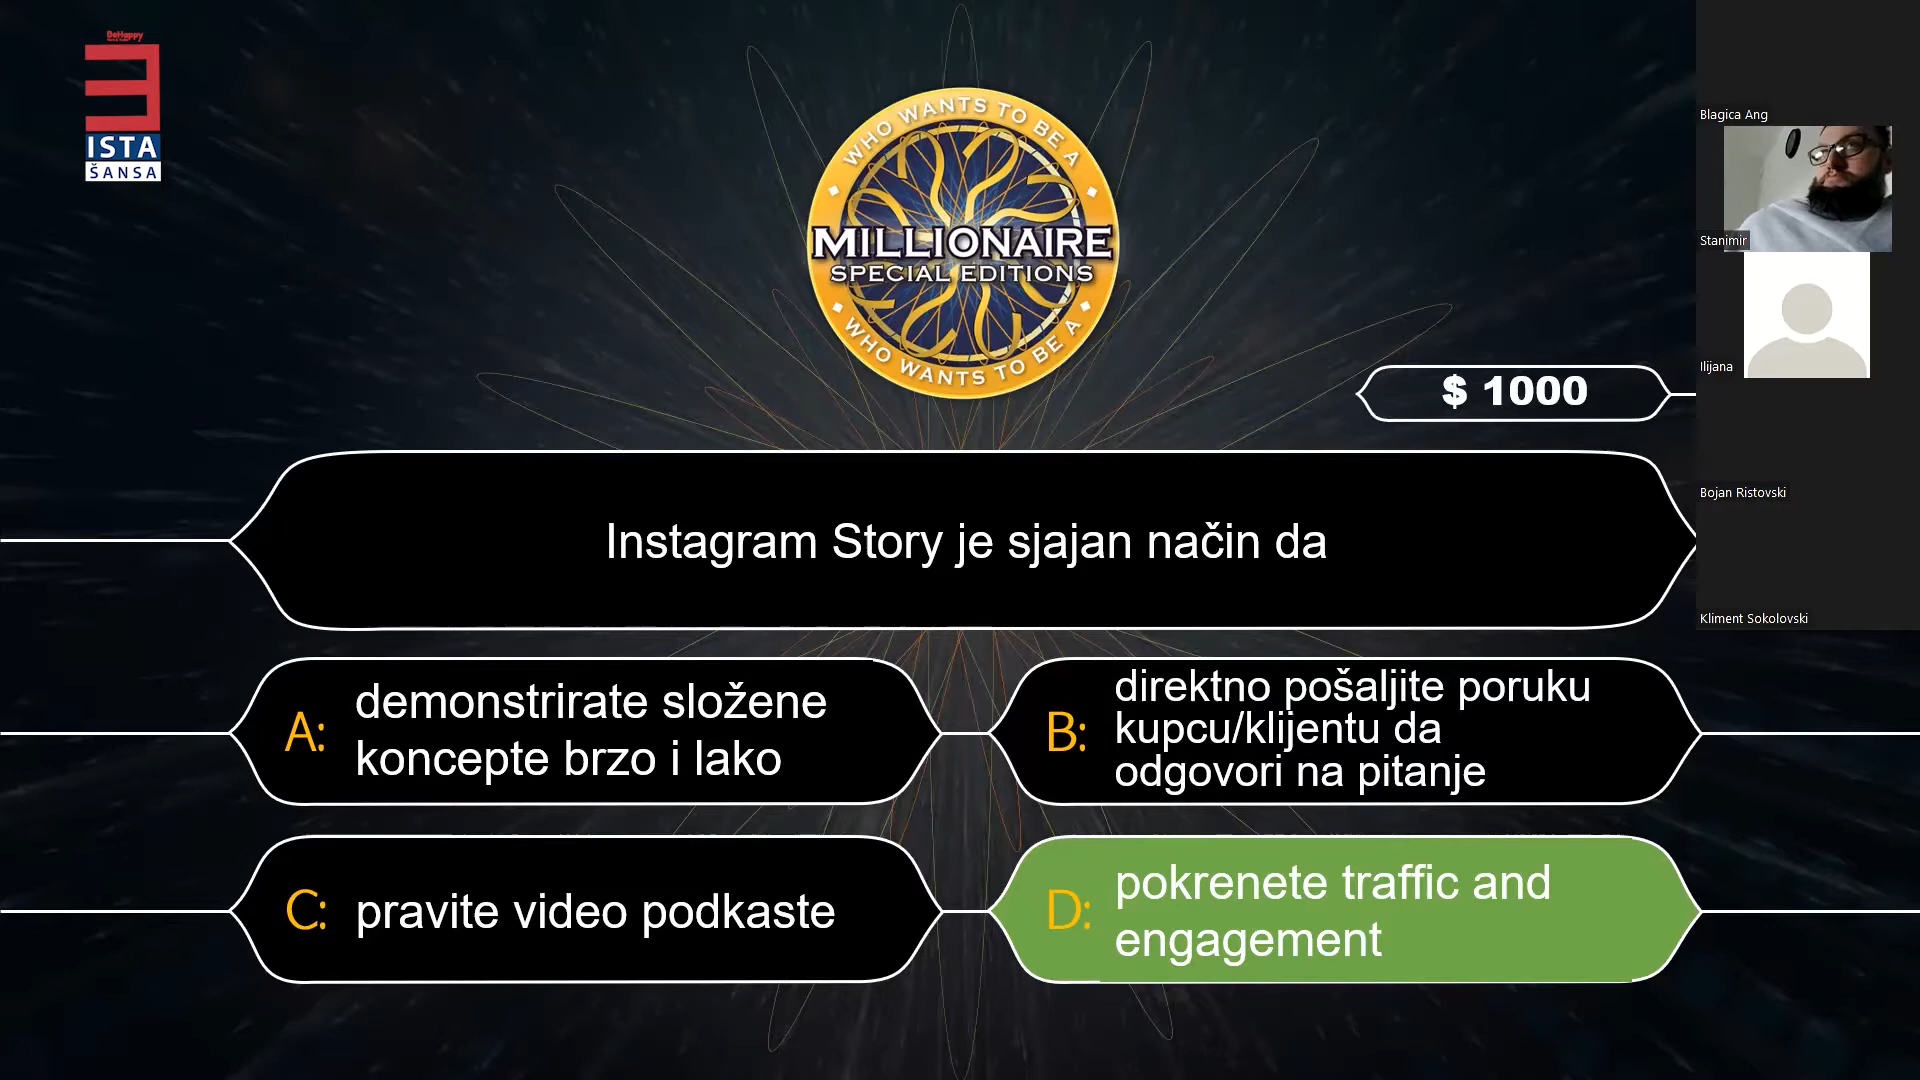 BeHappy
ISTA
ŠANSA
WHO WANTS TO BE A
MILLIONAIRE
SPECIAL EDITIONS
WHO WANTS TO BE A
$ 1000
Instagram Story je sjajan način da
A: demonstrirate složene
koncepte brzo i lako
B: direktno pošaljite poruku
kupcu/klijentu da
odgovori na pitanje
C: pravite video podkaste
D: pokrenete traffic and
engagement
Blagica Ang
Stanimir
Ilijana
Bojan Ristovski
Kliment Sokolovski